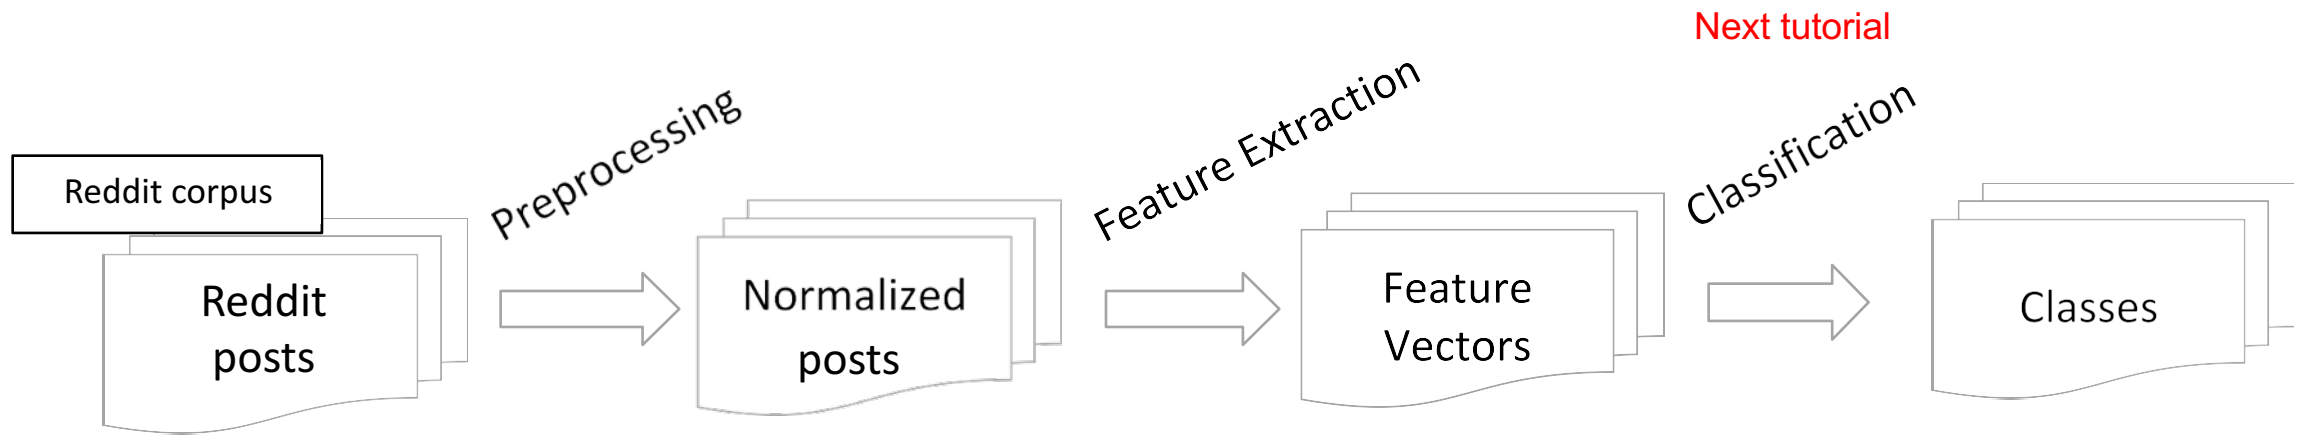 Next tutorial
Reddit corpus
Preprocessing
Feature Extraction
Classification
Reddit
posts
Normalized
posts
Feature
Vectors
Classes